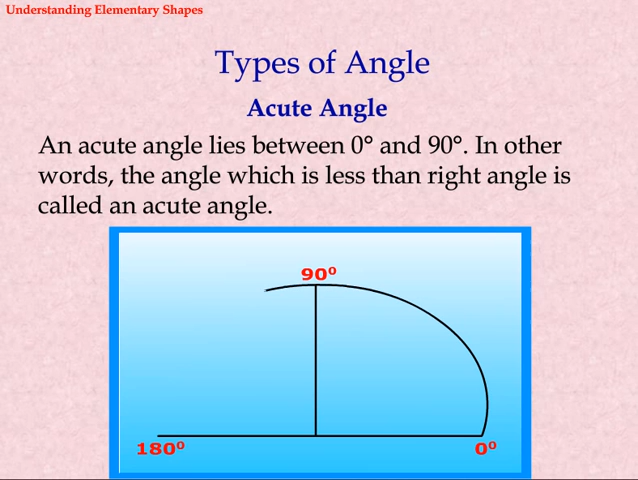 Understanding Elementary Shapes
Types of Angle
Acute Angle
An acute angle lies between 0° and 90°. In other
words, the angle which is less than right angle is
called an acute angle.
90⁰
180⁰ 0⁰